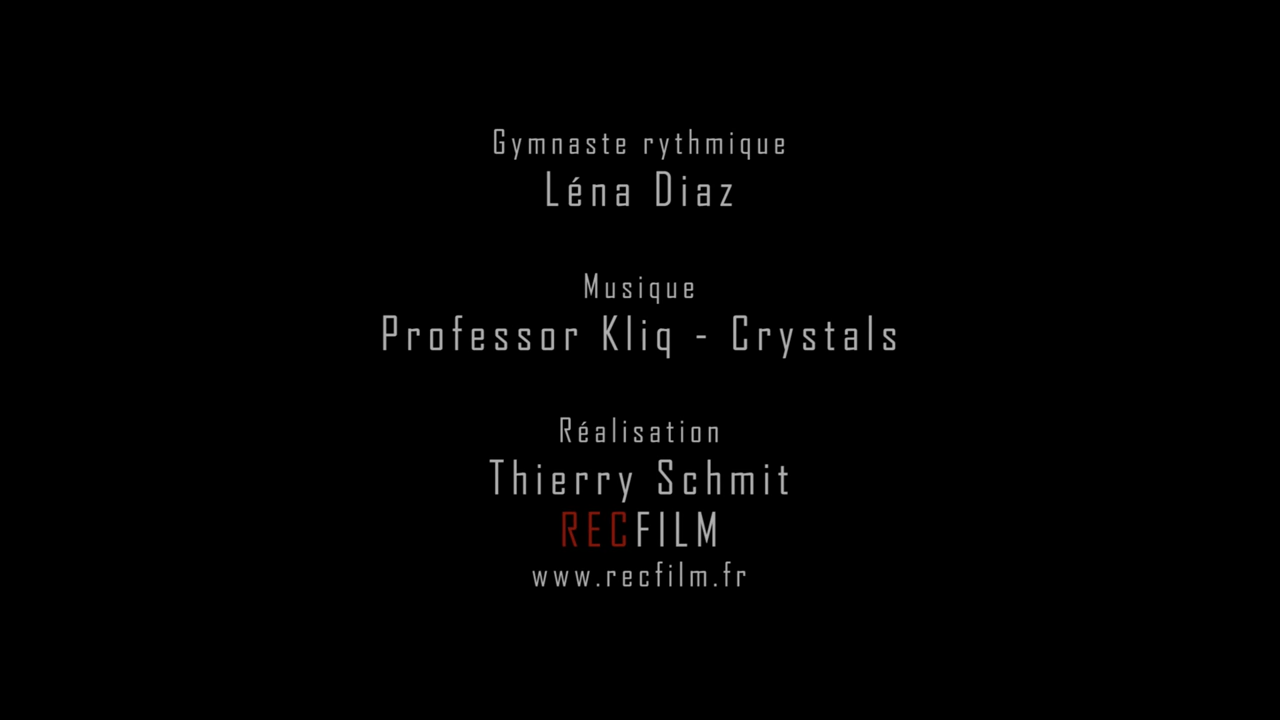 Gymnaste rythmique
Léna Diaz
Musique
Professor Kliq - Crystals
Réalisation
Thierry Schmit
RECFILM
www.recfilm.fr